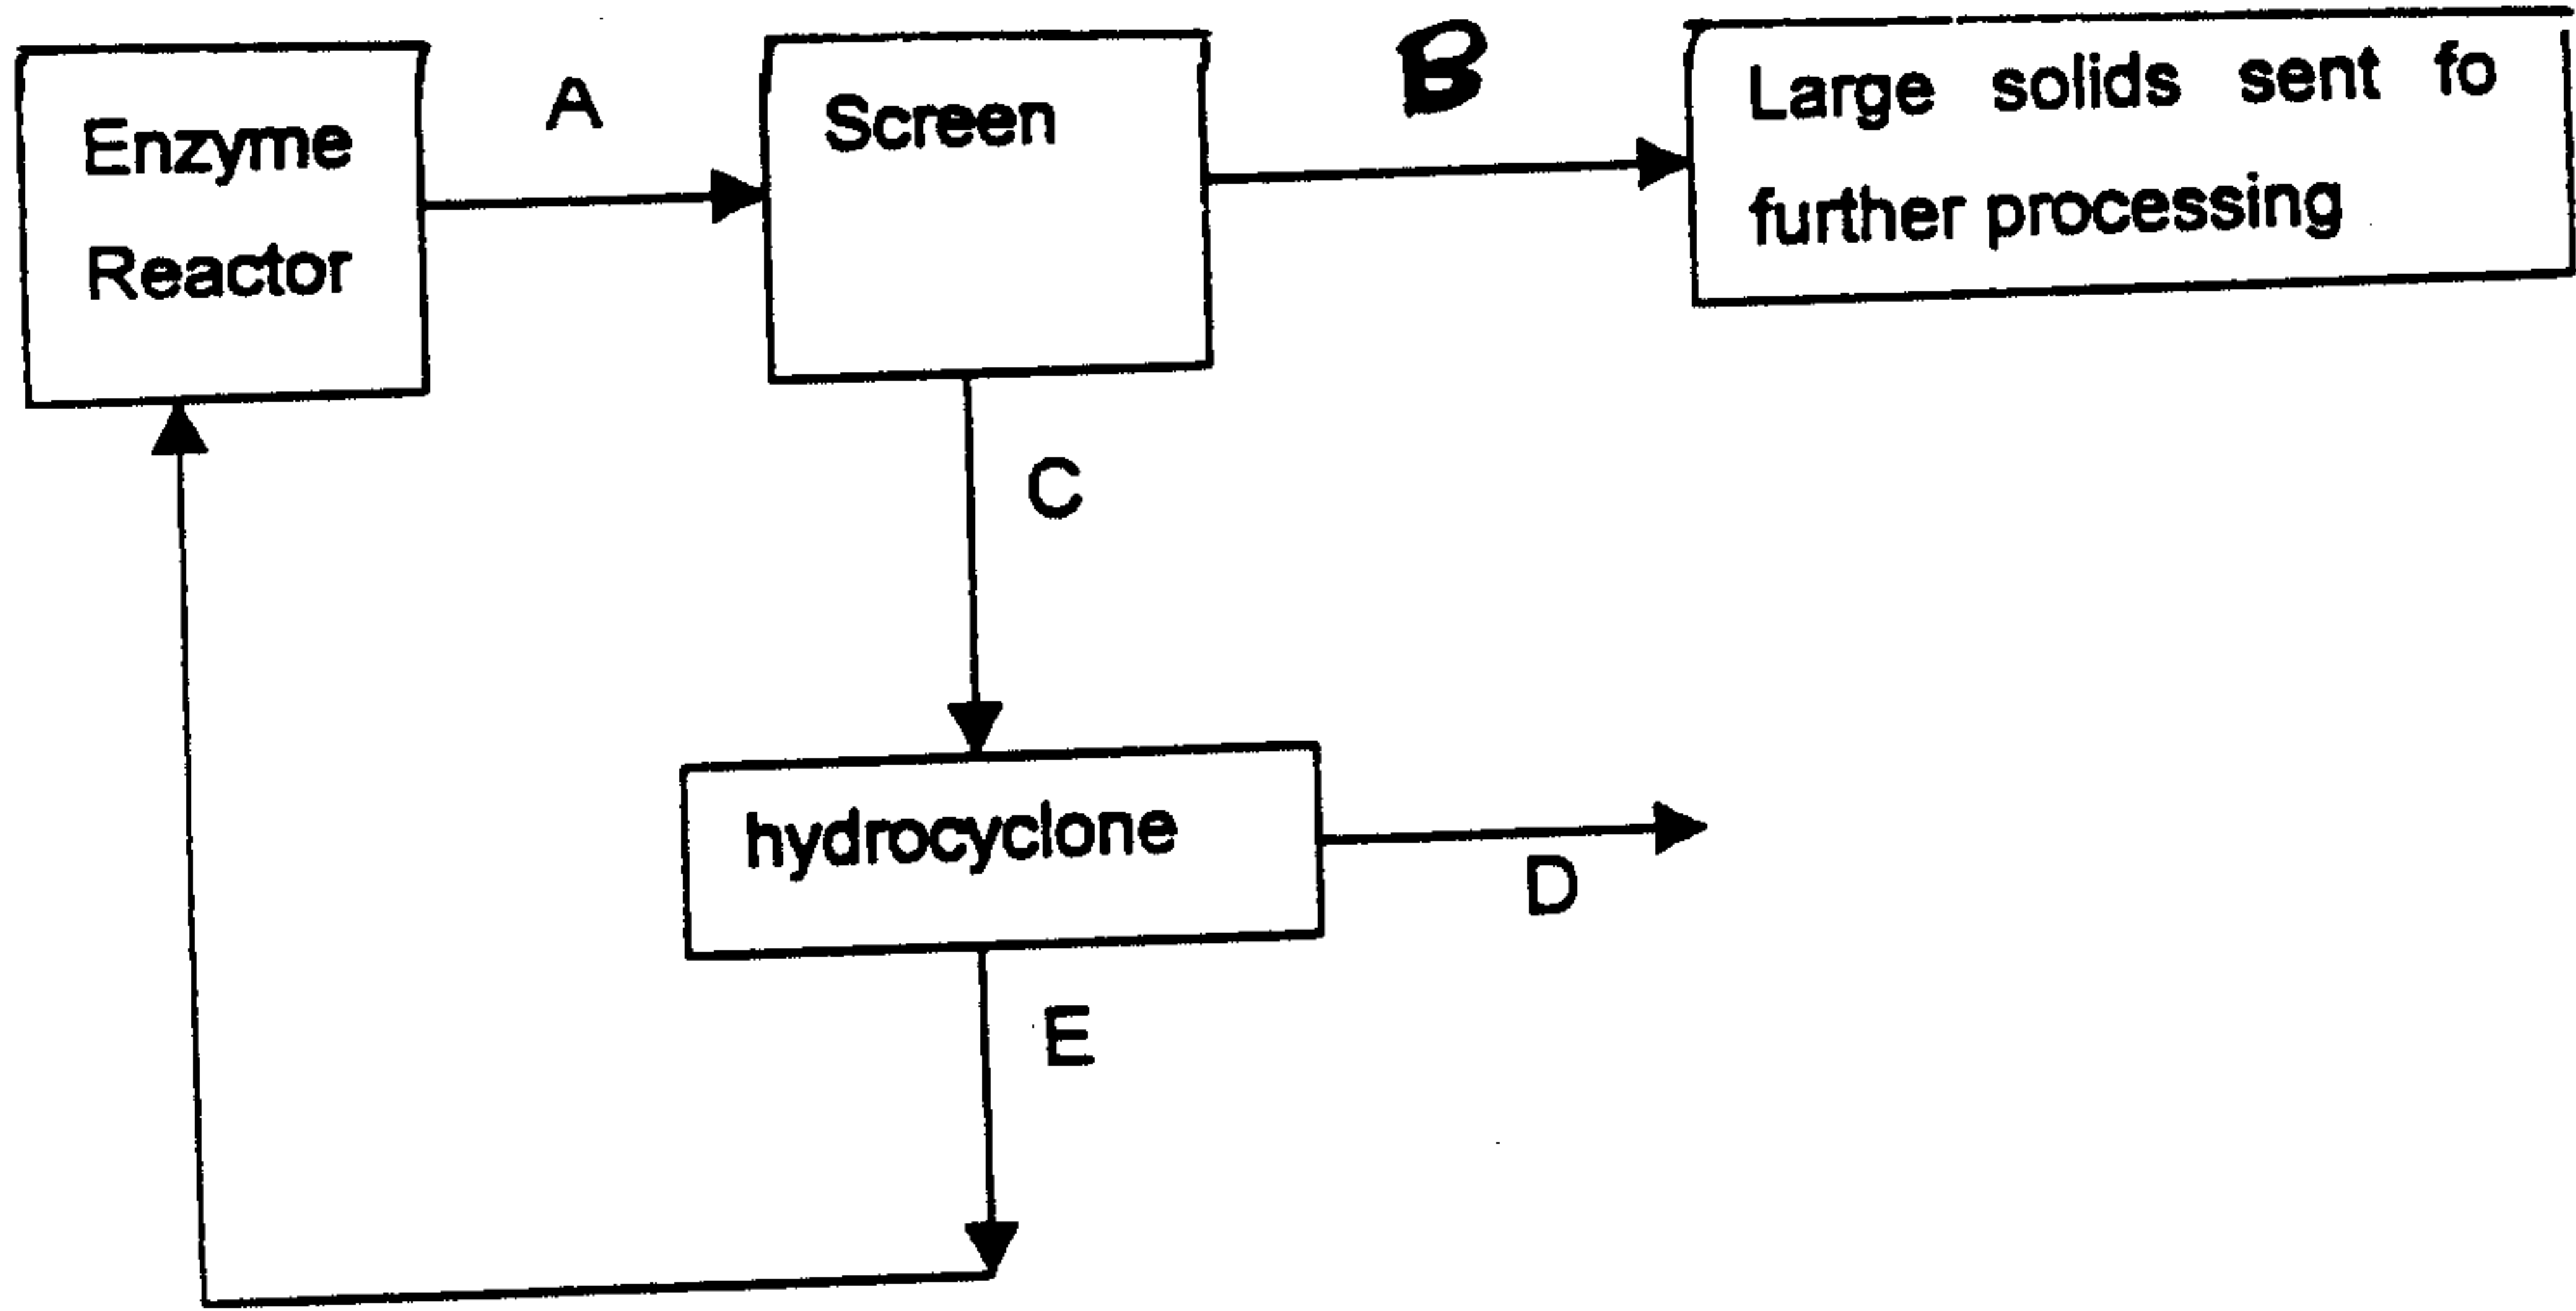 Enzyme
Reactor
A
Screen
B
Large solids sent fo
further processing
C
hydrocyclone
D
E